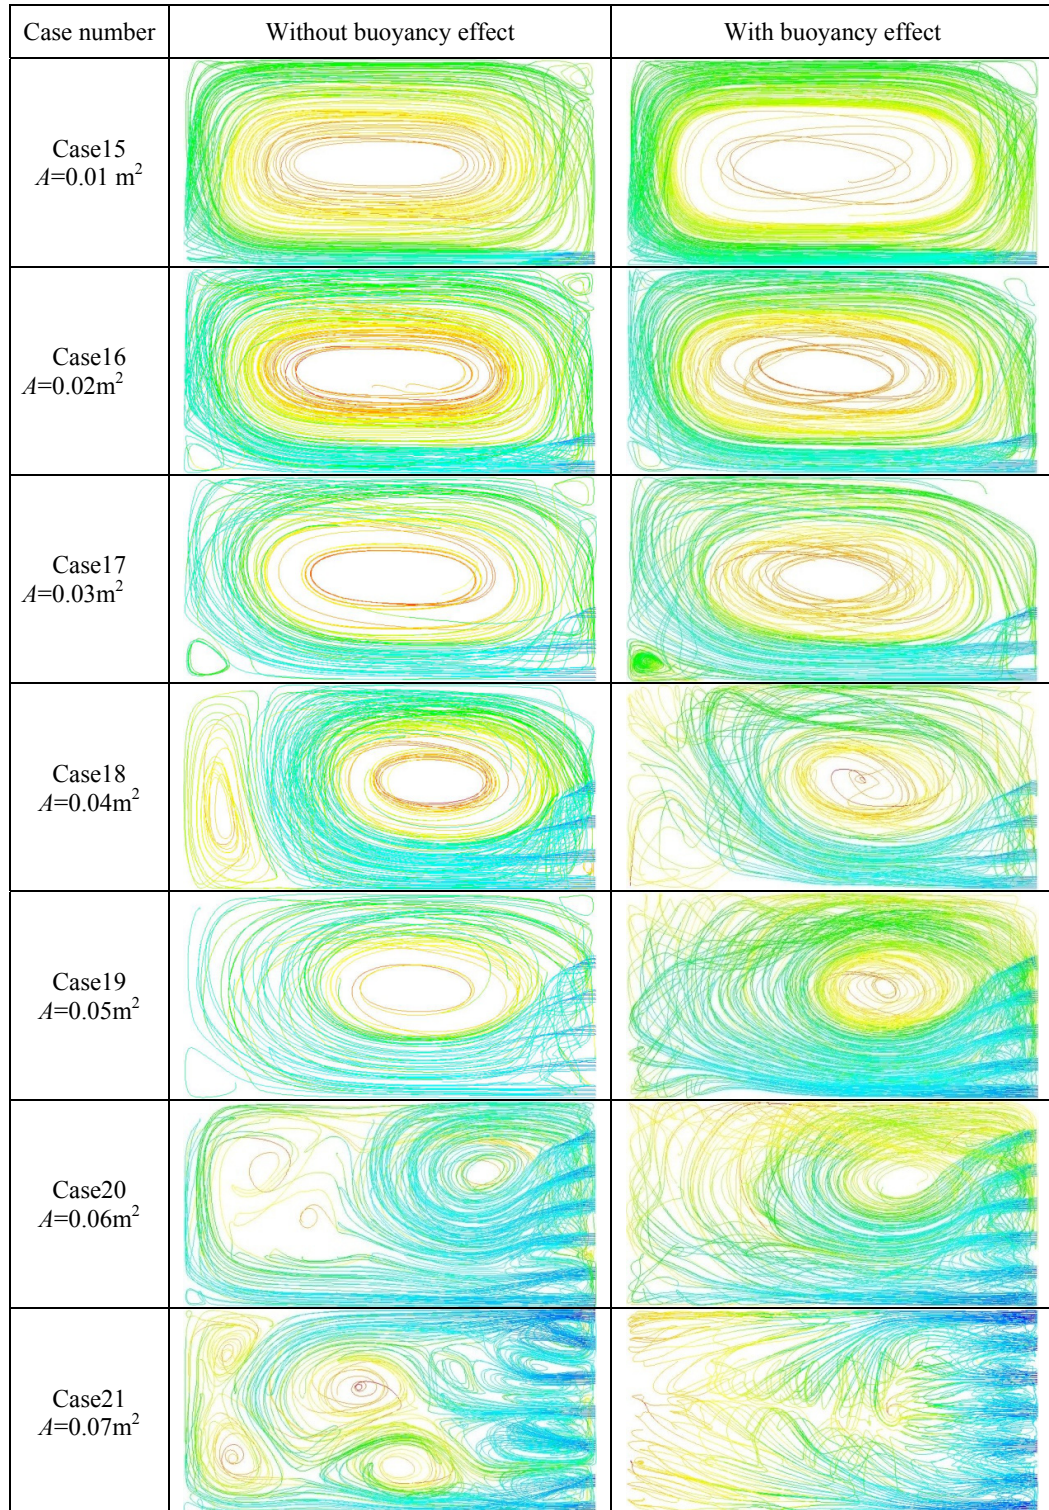 Case number Without buoyancy effect With buoyancy effect
Case15
A=0.01 m²
Case16
A=0.02m²
Case17
A=0.03m²
Case18
A=0.04m²
Case19
A=0.05m²
Case20
A=0.06m²
Case21
A=0.07m²